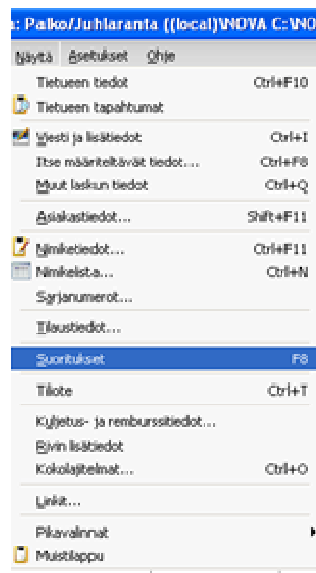 : Palko/Juhlaranta ((local)\NOVA C:\NO
Näytä Asetukset Ohje
Tietueen tiedot Ctrl+F10
Tietueen tapahtumat
Viesti ja lisätiedot Ctrl+I
Itse määriteltävät tiedot... Ctrl+F8
Muut laskun tiedot Ctrl+Q
Asiakastiedot... Shift+F11
Nimiketiedot... Ctrl+F11
Nimikelista... Ctrl+N
Sarjanumerot...
Tilaustiedot...
Suoritukset F8
Tiliote Ctrl+T
Kuljetus- ja remburssitiedot...
Rivin lisätiedot
Kokolajitelmat... Ctrl+O
Linkit...
Pikavalinnat
Muistilappu